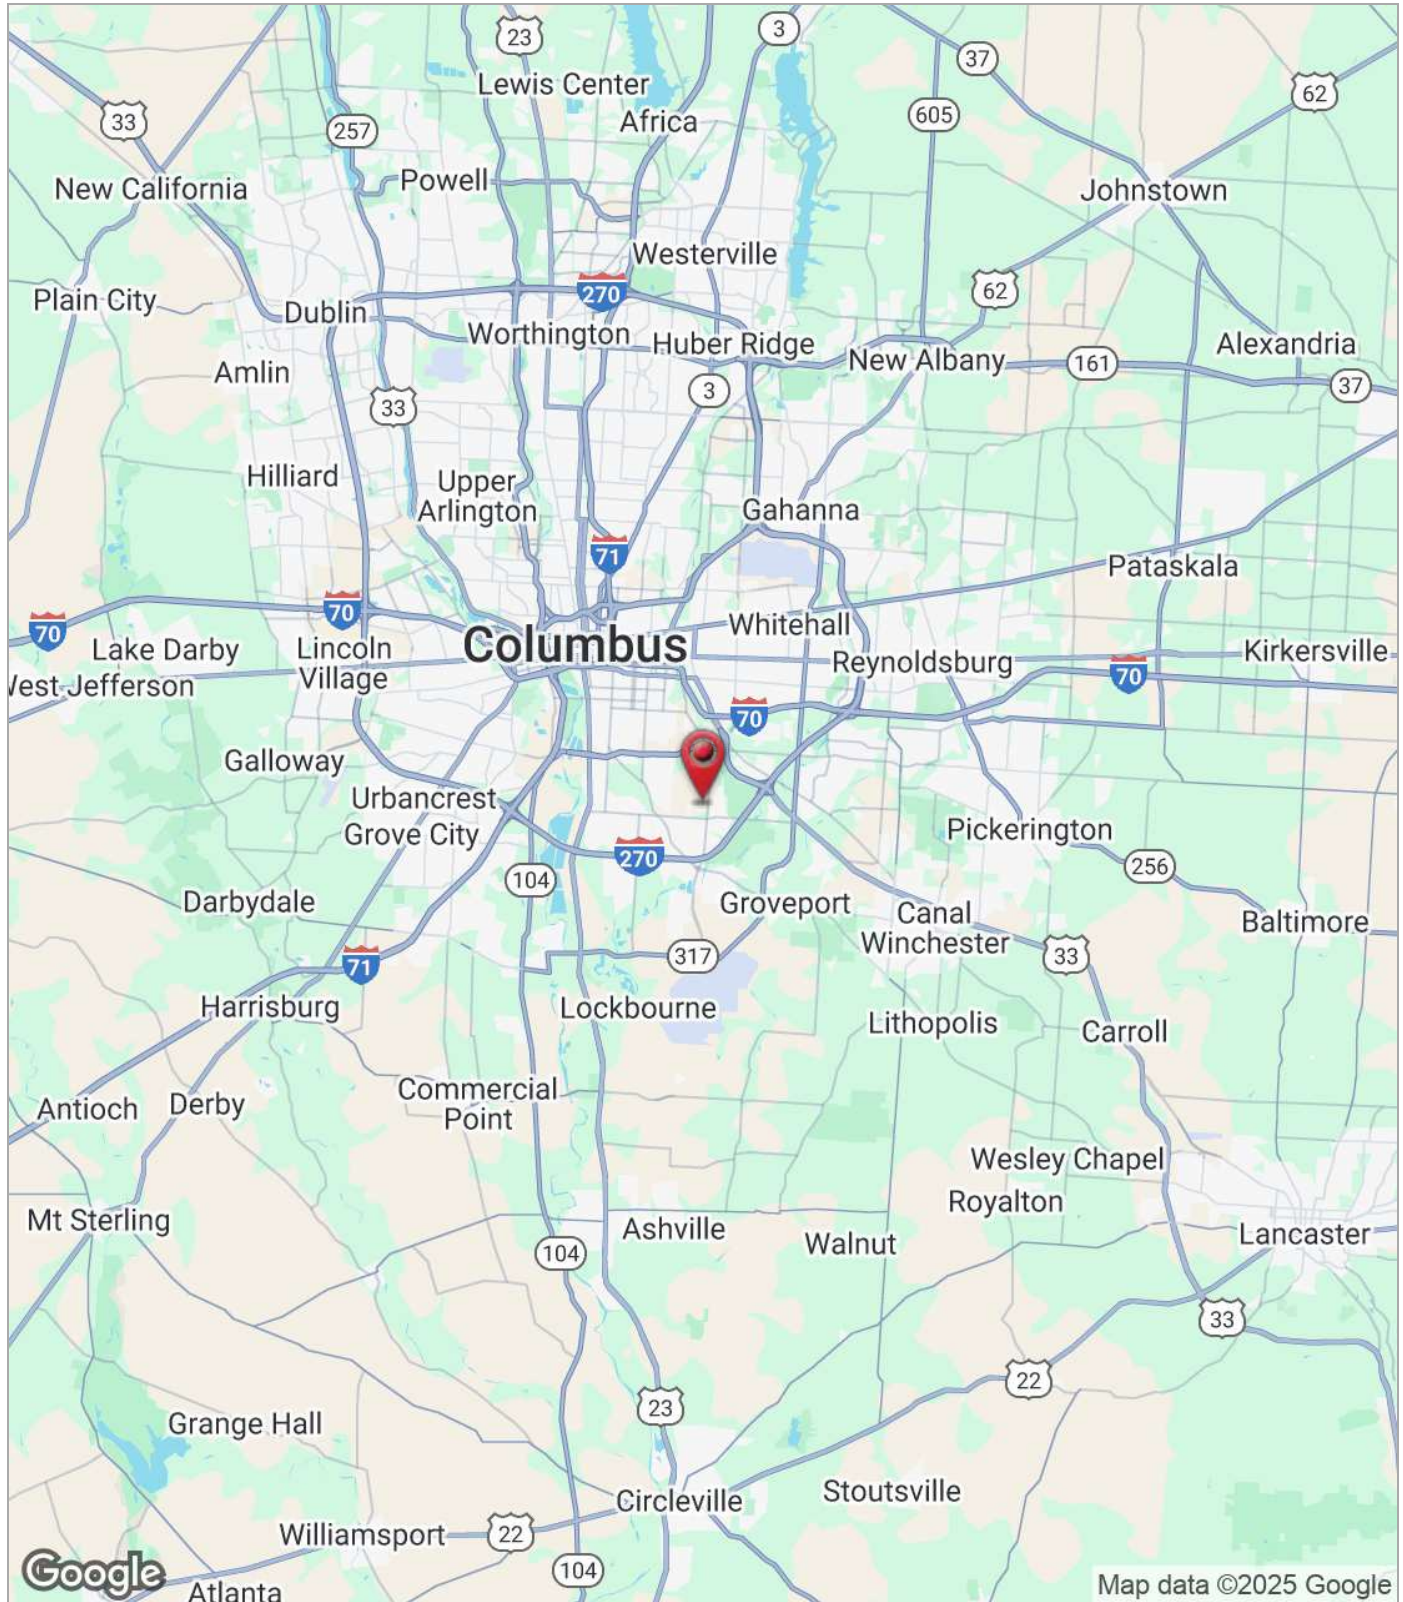 23
3
37
Lewis Center
62
33
605
Africa
257
New California
Powell
Johnstown
Westerville
270
62
Plain City
Dublin
Worthington
Huber Ridge
New Albany
161
Alexandria
37
Amlin
3
33
Hilliard
Upper
Arlington
Gahanna
71
Pataskala
70
70
Whitehall
Columbus
Lake Darby
Lincoln
Village
Reynoldsburg
Kirkersville
70
West Jefferson
70
Galloway
Urbancrest
Grove City
Pickerington
270
256
104
Darbydale
Groveport
Canal
Winchester
Baltimore
71
317
33
Harrisburg
Lockbourne
Lithopolis
Carroll
Commercial
Point
Antioch
Derby
Wesley Chapel
Royalton
Mt Sterling
Ashville
Walnut
Lancaster
104
33
22
23
Grange Hall
Circleville
Stoutsville
Williamsport
22
104
Google
Atlanta
Map data ©2025 Google